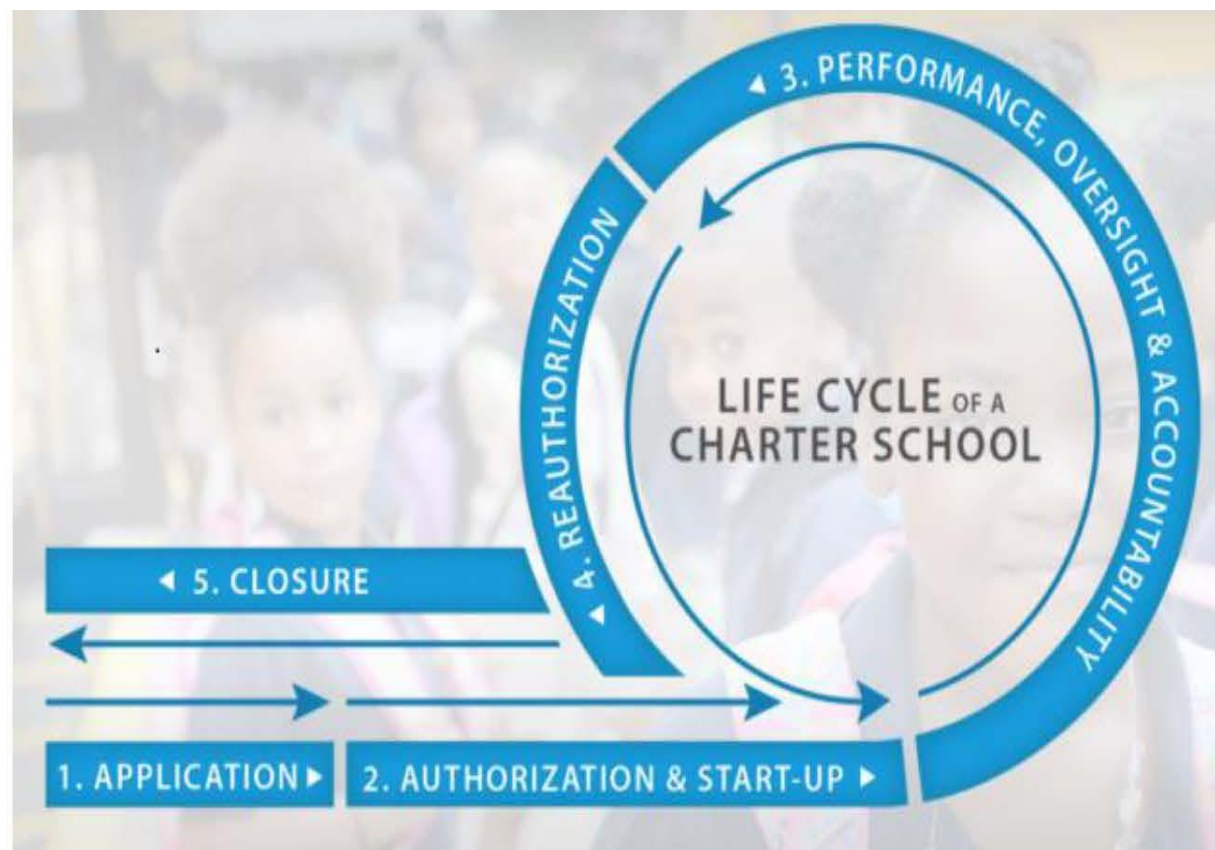 ◄ 3. PERFORMANCE, OVERSIGHT & ACCOUNTABILITY
◄ 4. REAUTHORIZATION
LIFE CYCLE OF A
CHARTER SCHOOL
◄ 5. CLOSURE
1. APPLICATION ►
2. AUTHORIZATION & START-UP ►